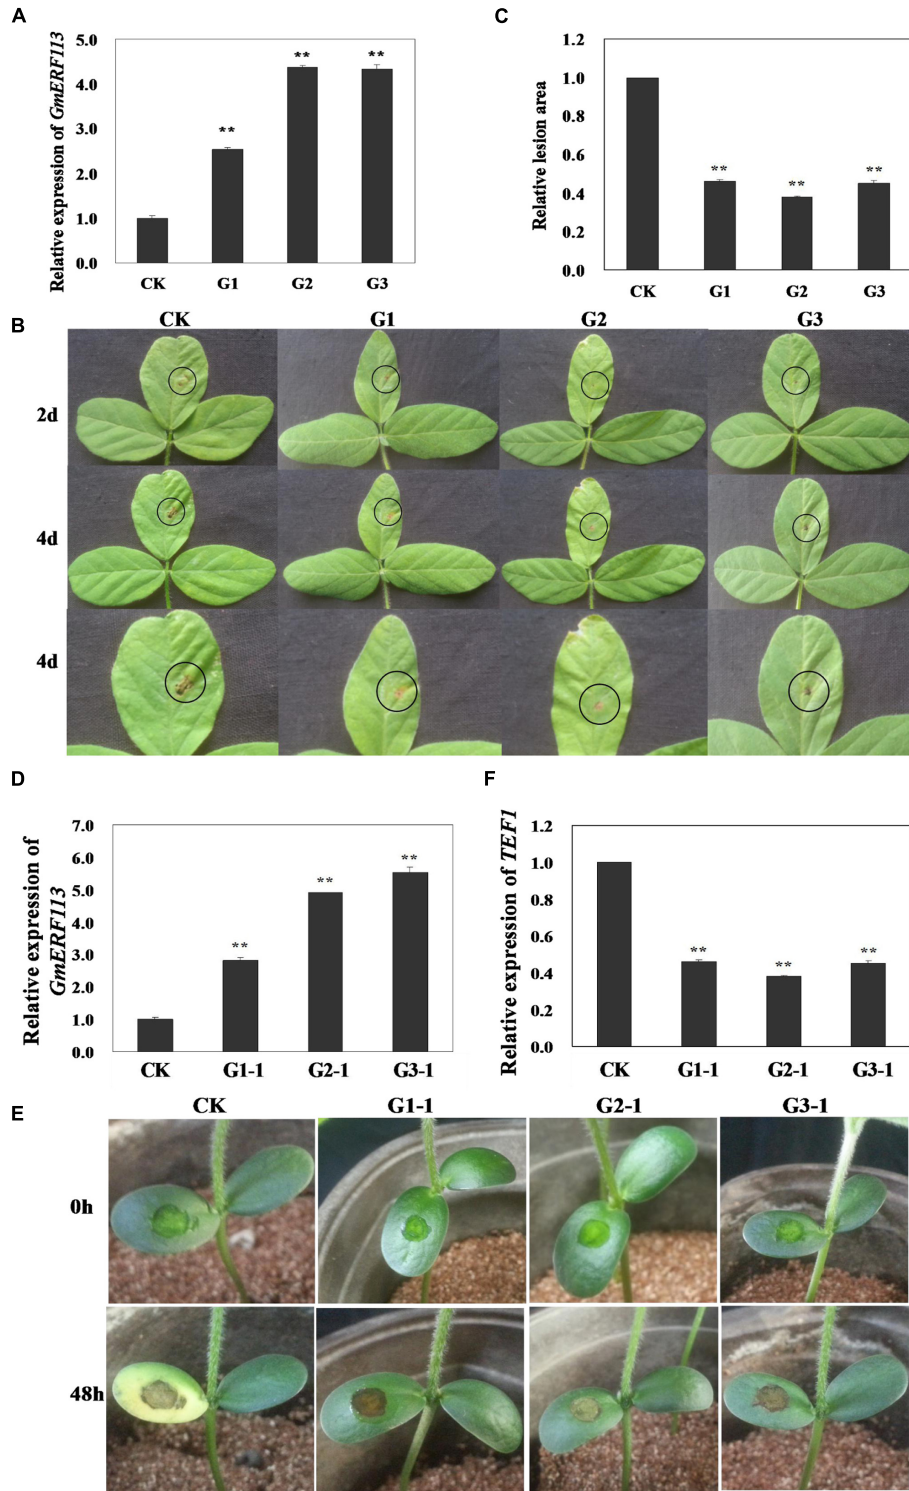 A
Relative expression of GmERF113
5.0
4.0
3.0
2.0
1.0
0.0
**
**
**
CK
G1
G2
G3
C
Relative lesion area
1.2
1.0
0.8
0.6
0.4
0.2
0.0
**
**
**
CK
G1
G2
G3
B
CK
G1
G2
G3
2d
4d
4d
D
Relative expression of
GmERF113
7.0
6.0
5.0
4.0
3.0
2.0
1.0
0.0
**
**
**
CK
G1-1
G2-1
G3-1
F
Relative expression of TEF1
1.2
1.0
0.8
0.6
0.4
0.2
0.0
**
**
**
CK
G1-1
G2-1
G3-1
E
CK
G1-1
G2-1
G3-1
0h
48h